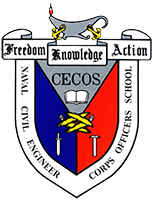 Freedom Knowledge Action
CECOS
NAVAL CIVIL ENGINEER
CORPS OFFICERS SCHOOL